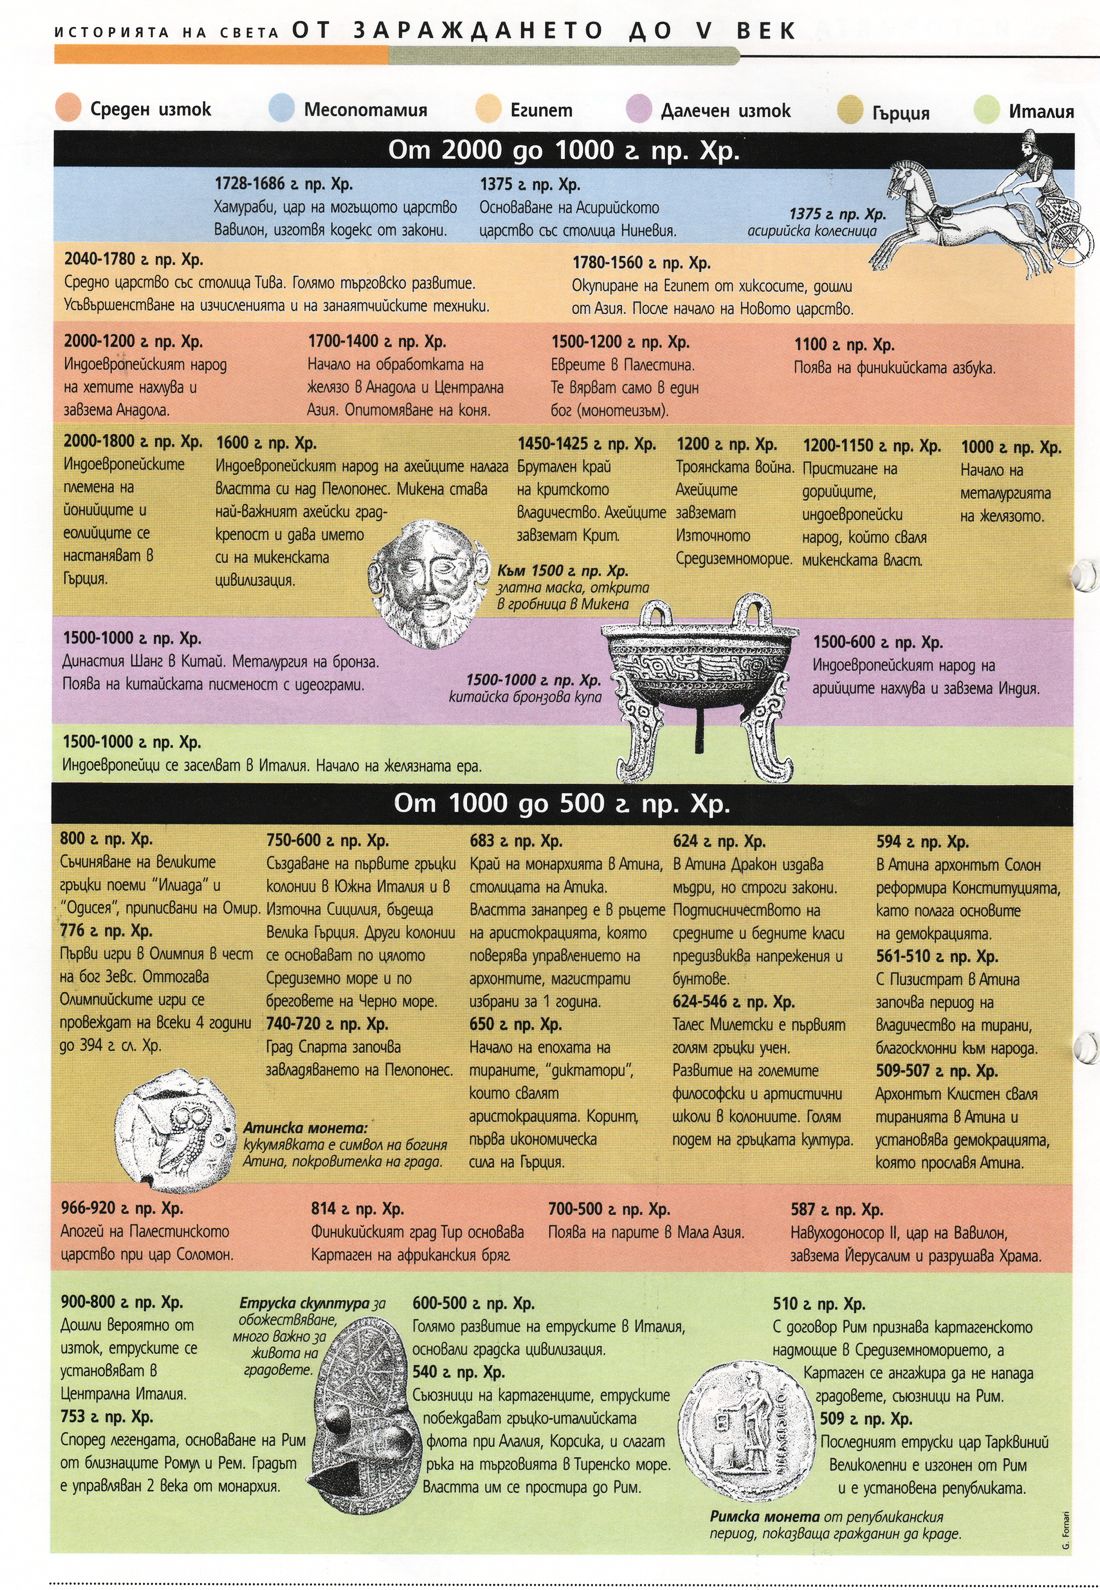 ИСТОРИЯТА НА СВЕТА ОТ ЗАРАЖДАНЕТО ДО V ВЕК
Среден изток
Месопотамия
Египет
Далечен изток
Гърция
Италия
От 2000 до 1000 г. пр. Хр.
1728-1686 г. пр. Хр.
Хамураби, цар на могъщото царство
Вавилон, изготвя кодекс от закони.
1375 г. пр. Хр.
Основаване на Асирийското
царство със столица Ниневия.
1375 г. пр. Хр.
асирийска колесница
2040-1780 г. пр. Хр.
Средно царство със столица Тива. Голямо търговско развитие.
Усъвършенстване на изчисленията и на занаятчийските техники.
1780-1560 г. пр. Хр.
Окупиране на Египет от хиксосите, дошли
от Азия. После начало на Новото царство.
2000-1200 г. пр. Хр.
Индоевропейският народ
на хетите нахлува и
завзема Анадола.
1700-1400 г. пр. Хр.
Начало на обработката на
желязо в Анадола и Централна
Азия. Опитомяване на коня.
1500-1200 г. пр. Хр.
Евреите в Палестина.
Те вярват само в един
бог (монотеизъм).
1100 г. пр. Хр.
Поява на финикийската азбука.
2000-1800 г. пр. Хр.
Индоевропейските
племена на
йонийците и
еолийците се
настаняват в
Гърция.
1600 г. пр. Хр.
Индоевропейският народ на ахейците налага
властта си над Пелопонес. Микена става
най-важният ахейски град-
крепост и дава името
си на микенската
цивилизация.
Към 1500 г. пр. Хр.
златна маска, открита
в гробница в Микена
1450-1425 г. пр. Хр.
Брутален край
на критското
Владичество. Ахейците
завземат Крит.
1200 г. пр. Хр.
Троянската война.
Ахейците
завземат
Източното
Средиземноморие.
1200-1150 г. пр. Хр.
Пристигане на
дорийците,
индоевропейски
народ, който сваля
микенската власт.
1000 г. пр. Хр.
Начало на
металургията
на желязото.
1500-1000 г. пр. Хр.
Династия Шанг в Китай. Металургия на бронза.
Поява на китайската писменост с идеограми.
1500-1000 г. пр. Хр.
китайска бронзова купа
1500-600 г. пр. Хр.
Индоевропейският народ на
арийците нахлува и завзема Индия.
1500-1000 г. пр. Хр.
Индоевропейци се заселват в Италия. Начало на желязната ера.
От 1000 до 500 г. пр. Хр.
800 г. пр. Хр.
Съчиняване на великите
гръцки поеми "Илиада" и
"Одисея", приписвани на Омир.
776 г. пр. Хр.
Първи игри в Олимпия в чест
на бог Зевс. Оттогава
Олимпийските игри се
провеждат на всеки 4 години
до 394 г. сл. Хр.
750-600 г. пр. Хр.
Създаване на първите гръцки
колонии в Южна Италия и в
Източна Сицилия, бъдеща
Велика Гърция. Други колонии
се основават по цялото
Средиземно море и по
бреговете на Черно море.
740-720 г. пр. Хр.
Град Спарта започва
завладяването на Пелопонес.
Атинска монета:
кукумявката е символ на богиня
Атина, покровителка на града.
683 г. пр. Хр.
Край на монархията в Атина,
столицата на Атика.
Властта занапред е в ръцете
на аристокрацията, която
поверява управлението на
архонтите, магистрати
избрани за 1 година.
650 г. пр. Хр.
Начало на епохата на
тираните, "диктатори",
които свалят
аристокрацията. Коринт,
първа икономическа
сила на Гърция.
624 г. пр. Хр.
В Атина Дракон издава
мъдри, но строги закони.
Подтисничеството на
средните и бедните класи
предизвиква напрежения и
бунтове.
624-546 г. пр. Хр.
Талес Милетски е първият
голям гръцки учен.
Развитие на големите
философски и артистични
школи в колониите. Голям
подем на гръцката култура.
594 г. пр. Хр.
В Атина архонтът Солон
реформира Конституцията,
като полага основите
на демокрацията.
561-510 г. пр. Хр.
С Пизистрат в Атина
започва период на
владичество на тирани,
благосклонни към народа.
509-507 г. пр. Хр.
Архонтът Клистен сваля
тиранията в Атина и
установява демокрацията,
която прославя Атина.
966-920 г. пр. Хр.
Апогей на Палестинското
царство при цар Соломон.
814 г. пр. Хр.
Финикийският град Тир основава
Картаген на африканския бряг.
700-500 г. пр. Хр.
Поява на парите в Мала Азия.
587 г. пр. Хр.
Навуходоносор II, цар на Вавилон,
завзема Йерусалим и разрушава Храма.
900-800 г. пр. Хр.
Дошли вероятно от
изток, етруските се
установяват в
Централна Италия.
753 г. пр. Хр.
Според легендата, основаване на Рим
от близнаците Ромул и Рем. Градът
е управляван 2 века от монархия.
Етруска скулптура за
обожествяване,
много важно за
живота на
градовете.
600-500 г. пр. Хр.
Голямо развитие на етруските в Италия,
основали градска цивилизация.
540 г. пр. Хр.
Съюзници на картагенците, етруските
побеждават гръцко-италийската
флота при Алалия, Корсика, и слагат
ръка на търговията в Тиренско море.
Властта им се простира до Рим.
510 г. пр. Хр.
С договор Рим признава картагенското
надмощие в Средиземноморието, а
Картаген се ангажира да не напада
градовете, съюзници на Рим.
509 г. пр. Хр.
Последният етруски цар Тарквиний
Великолепни е изгонен от Рим
и е установена републиката.
Римска монета от републиканския
период, показваща гражданин да краде.
G. Fornari